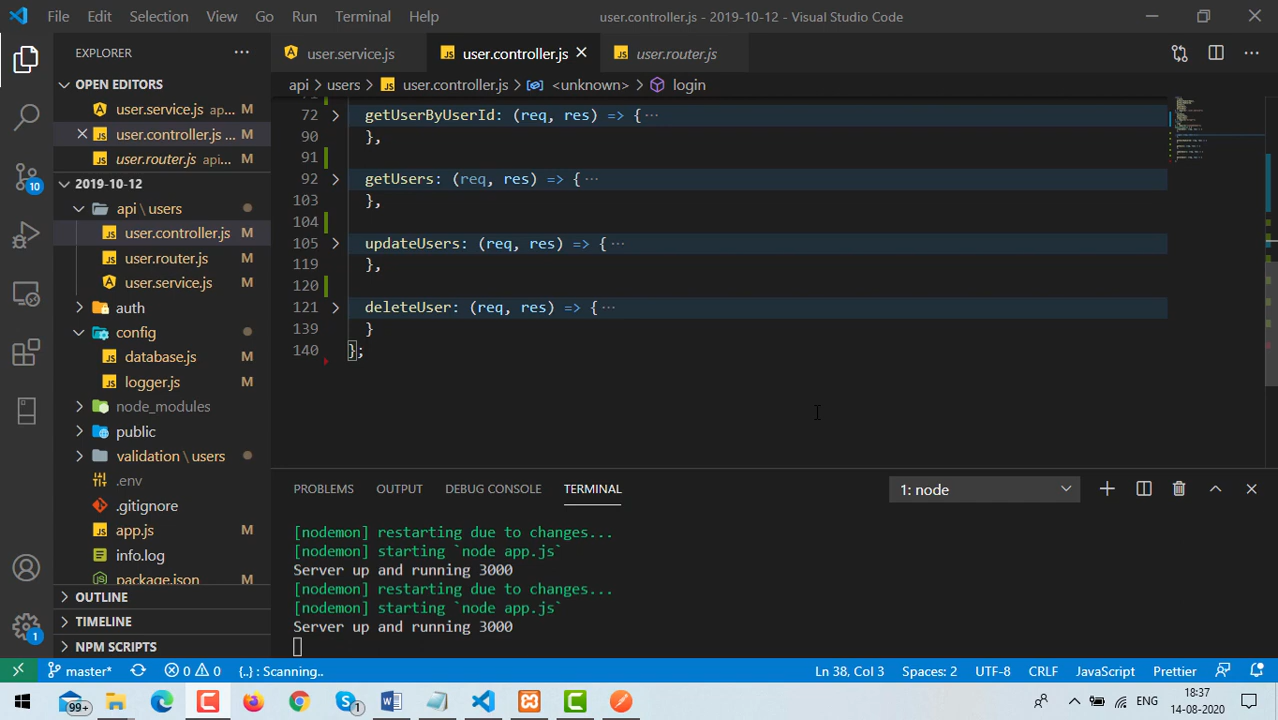 File Edit Selection View Go Run Terminal Help user.controller.js - 2019-10-12 - Visual Studio Code
EXPLORER
user.service.js user.controller.js user.router.js
OPEN EDITORS
api > users > user.controller.js > <unknown> > login
user.service.js ap... M
user.controller.js ...
M
user.router.js api... M
2019-10-12
api \ users
user.controller.js M
user.router.js M
user.service.js M
auth
config
database.js M
logger.js M
node_modules
public
validation \ users
.env
.gitignore
app.js M
info.log
package.json
OUTLINE
TIMELINE
NPM SCRIPTS
10
1
72 getUserByUserId: (req, res) => { ...
90 },
91
92 getUsers: (req, res) => { ...
103 },
104
105 updateUsers: (req, res) => { ...
119 },
120
121 deleteUser: (req, res) => { ...
139 }
140 };
PROBLEMS OUTPUT DEBUG CONSOLE TERMINAL 1: node
[nodemon] restarting due to changes...
[nodemon] starting `node app.js`
Server up and running 3000
[nodemon] restarting due to changes...
[nodemon] starting `node app.js`
Server up and running 3000
master* 0 0 {..} : Scanning.. Ln 38, Col 3 Spaces: 2 UTF-8 CRLF JavaScript Prettier
99+ 1 ENG 18:37
14-08-2020